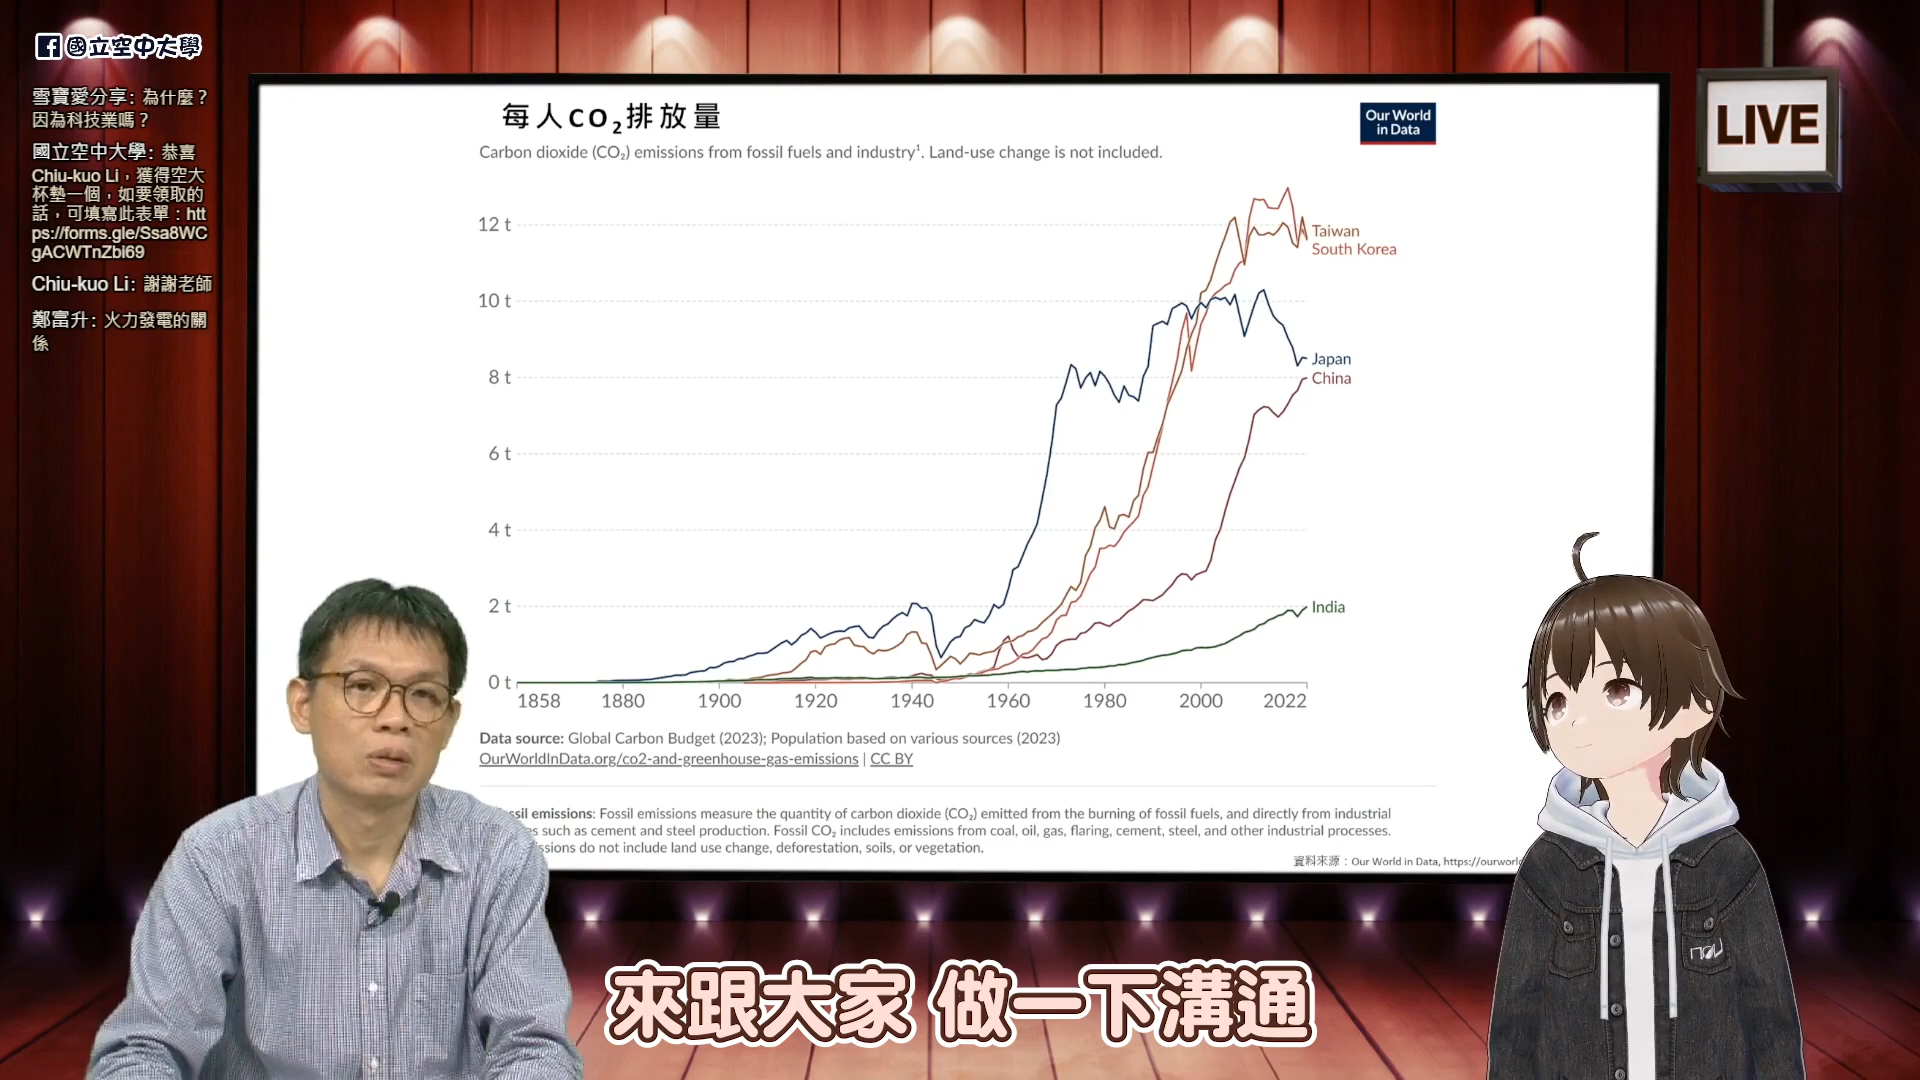 國立空中大學
雪寶愛分享: 為什麼？
因為科技業嗎？
國立空中大學: 恭喜
Chiu-kuo Li，獲得空大
杯墊一個，如要領取的
話，可填寫此表單：htt
ps://forms.gle/Ssa8WC
gACWTnZbi69
Chiu-kuo Li: 謝謝老師
鄭富升: 火力發電的關
係
每人CO₂排放量
Our World
in Data
Carbon dioxide (CO₂) emissions from fossil fuels and industry¹. Land-use change is not included.
LIVE
12 t
10 t
8 t
6 t
4 t
2 t
0 t
Taiwan
South Korea
Japan
China
India
1858 1880 1900 1920 1940 1960 1980 2000 2022
Data source: Global Carbon Budget (2023); Population based on various sources (2023)
OurWorldInData.org/co2-and-greenhouse-gas-emissions | CC BY
emissions: Fossil emissions measure the quantity of carbon dioxide (CO₂) emitted from the burning of fossil fuels, and directly from industrial
such as cement and steel production. Fossil CO₂ includes emissions from coal, oil, gas, flaring, cement, steel, and other industrial processes.
do not include land use change, deforestation, soils, or vegetation.
資料來源：Our World in Data, https://ourworl
來跟大家 做一下溝通